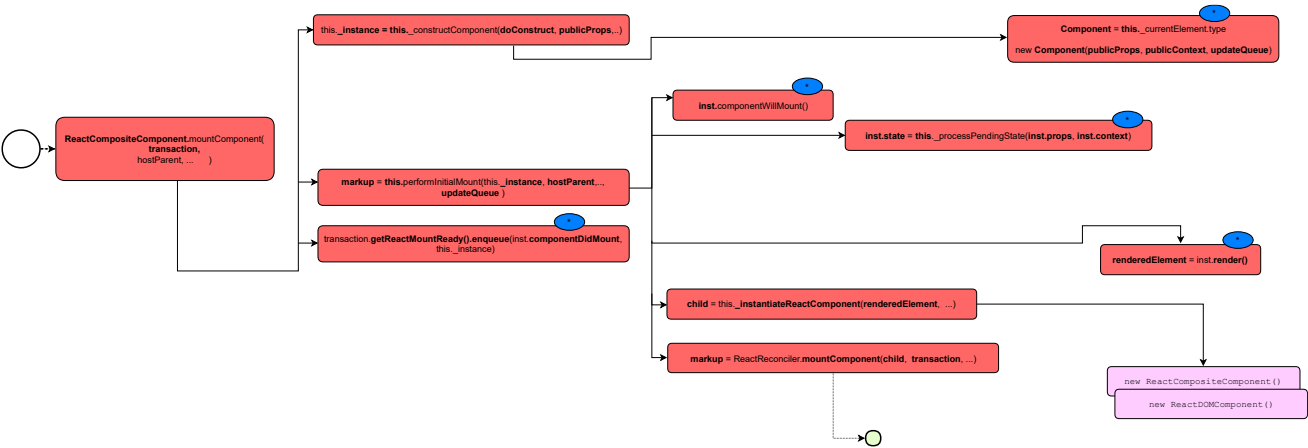 this._instance = this._constructComponent(doConstruct, publicProps,..)
*
Component = this._currentElement.type
new Component(publicProps, publicContext, updateQueue)
*
inst.componentWillMount()
*
inst.state = this._processPendingState(inst.props, inst.context)
ReactCompositeComponent.mountComponent(
transaction,
hostParent, ... )
markup = this.performInitialMount(this._instance, hostParent,..,
updateQueue )
*
transaction.getReactMountReady().enqueue(inst.componentDidMount,
this._instance)
*
renderedElement = inst.render()
child = this._instantiateReactComponent(renderedElement, ...)
markup = ReactReconciler.mountComponent(child, transaction, ...)
new ReactCompositeComponent()
new ReactDOMComponent()